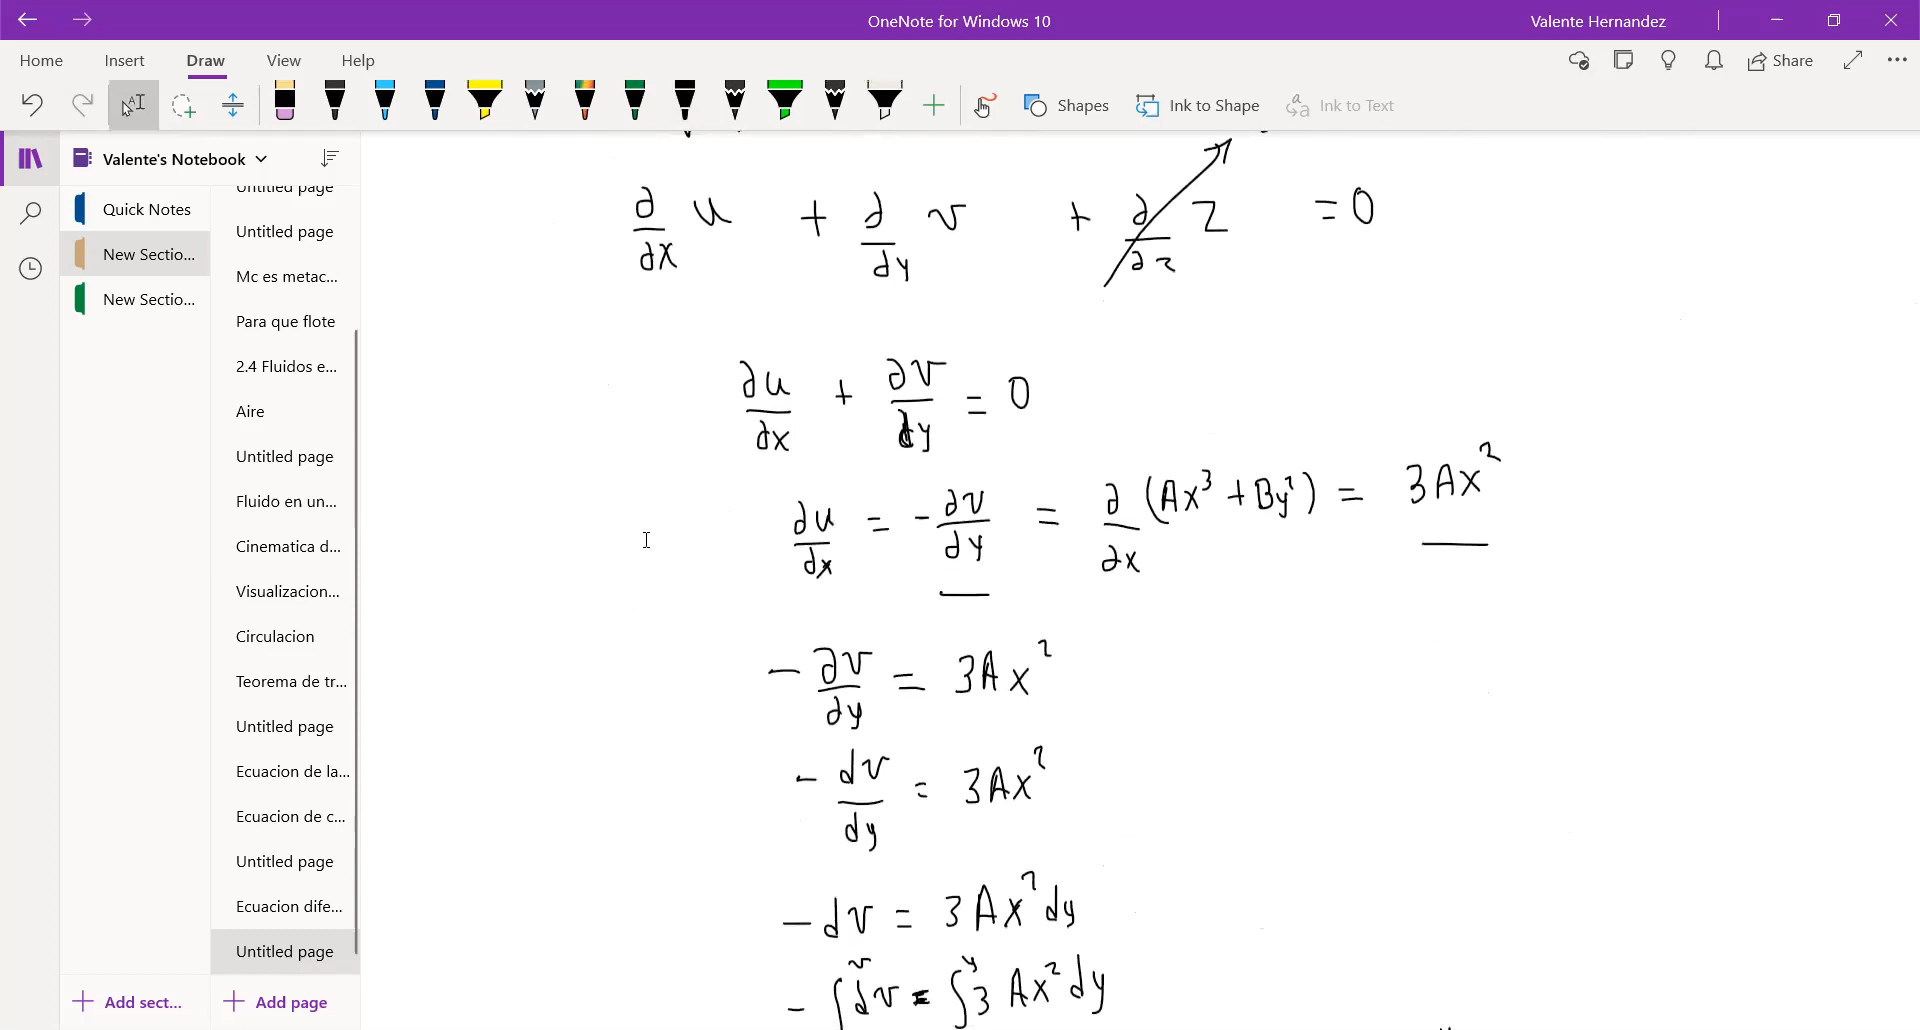 OneNote for Windows 10
Valente Hernandez
Home Insert Draw View Help
Share
Shapes
Ink to Shape
Ink to Text
Valente's Notebook
Quick Notes
New Sectio...
New Sectio...
Untitled page
Untitled page
Mc es metac...
Para que flote
2.4 Fluidos e...
Aire
Untitled page
Fluido en un...
Cinematica d...
Visualizacion...
Circulacion
Teorema de tr...
Untitled page
Ecuacion de la...
Ecuacion de c...
Untitled page
Ecuacion dife...
Untitled page
Add sect...
Add page
∂/∂x u + ∂/∂y v + ∂/∂z z = 0
∂u/∂x + ∂v/∂y = 0
∂u/∂x = - ∂v/∂y = ∂/∂x (Ax³ + By²) = 3Ax²
- ∂v/∂y = 3Ax²
- dv/dy = 3Ax²
- dv = 3Ax² dy
- ∫^v dv = ∫^y 3 Ax² dy